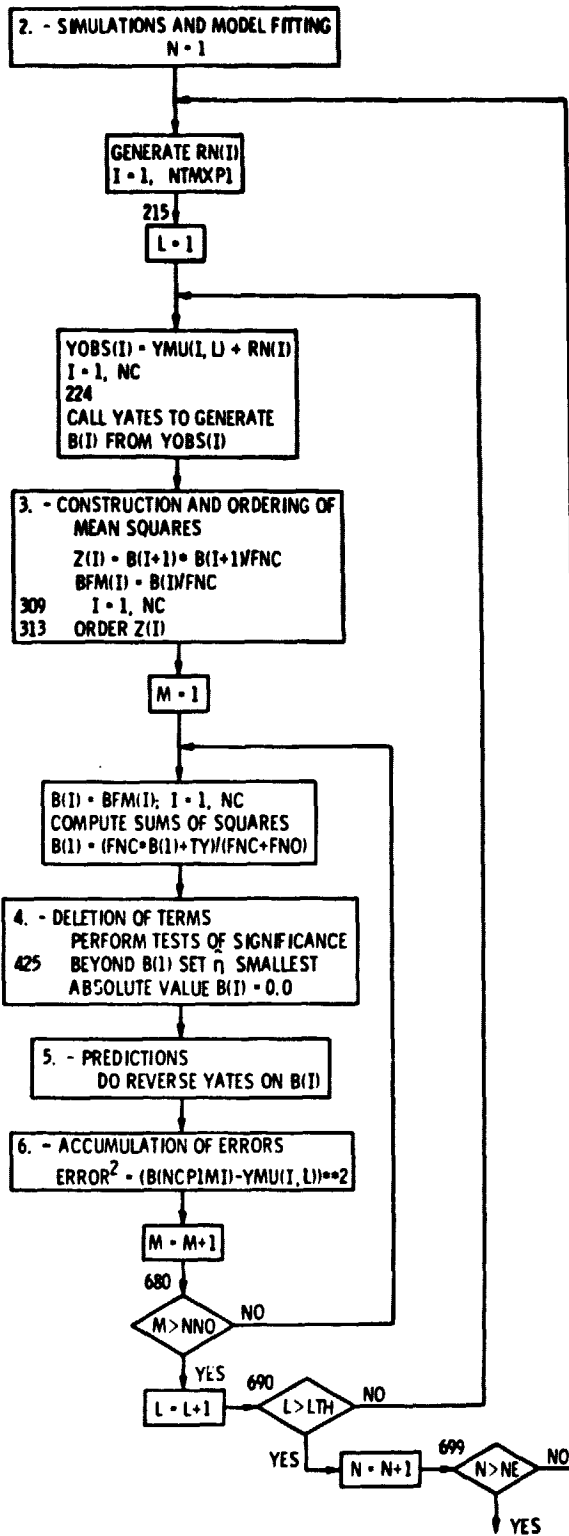 2. - SIMULATIONS AND MODEL FITTING
N = 1
GENERATE RN(I)
I = 1, NTMXP1
215
L = 1
YOBS(I) = YMU(I, L) + RN(I)
I = 1, NC
224
CALL YATES TO GENERATE
B(I) FROM YOBS(I)
3. - CONSTRUCTION AND ORDERING OF
MEAN SQUARES
Z(I) = B(I+1)* B(I+1)/FNC
BFM(I) = B(I)/FNC
309 I = 1, NC
313 ORDER Z(I)
M = 1
B(I) = BFM(I); I = 1, NC
COMPUTE SUMS OF SQUARES
B(1) = (FNC*B(1)+TY)/(FNC+FNO)
4. - DELETION OF TERMS
PERFORM TESTS OF SIGNIFICANCE
425 BEYOND B(1) SET η̂ SMALLEST
ABSOLUTE VALUE B(I) = 0.0
5. - PREDICTIONS
DO REVERSE YATES ON B(I)
6. - ACCUMULATION OF ERRORS
ERROR² = (B(NCP1MI)-YMU(I, L))**2
M = M+1
680
M > NNO NO
YES
L = L+1
690
L > LTH NO
YES
N = N+1
699
N > NE NO
YES